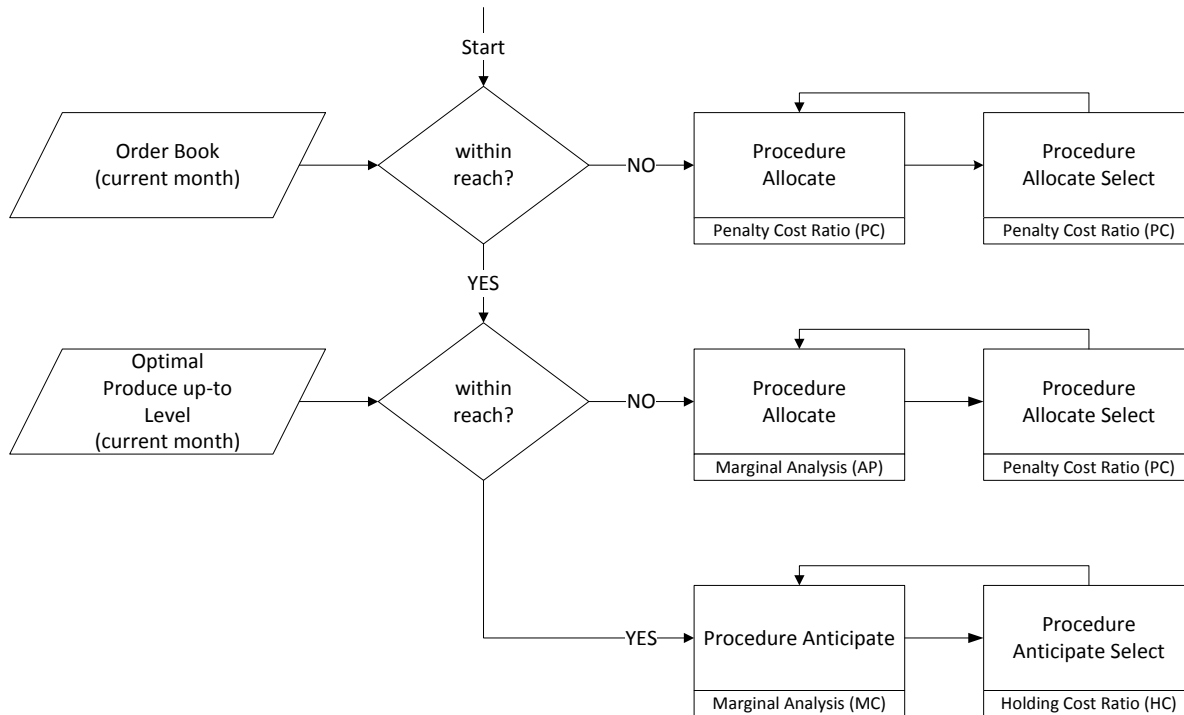 Start
Order Book
(current month)
within
reach?
NO
Procedure
Allocate
Penalty Cost Ratio (PC)
Procedure
Allocate Select
Penalty Cost Ratio (PC)
YES
Optimal
Produce up-to
Level
(current month)
within
reach?
NO
Procedure
Allocate
Marginal Analysis (AP)
Procedure
Allocate Select
Penalty Cost Ratio (PC)
YES
Procedure Anticipate
Marginal Analysis (MC)
Procedure
Anticipate Select
Holding Cost Ratio (HC)